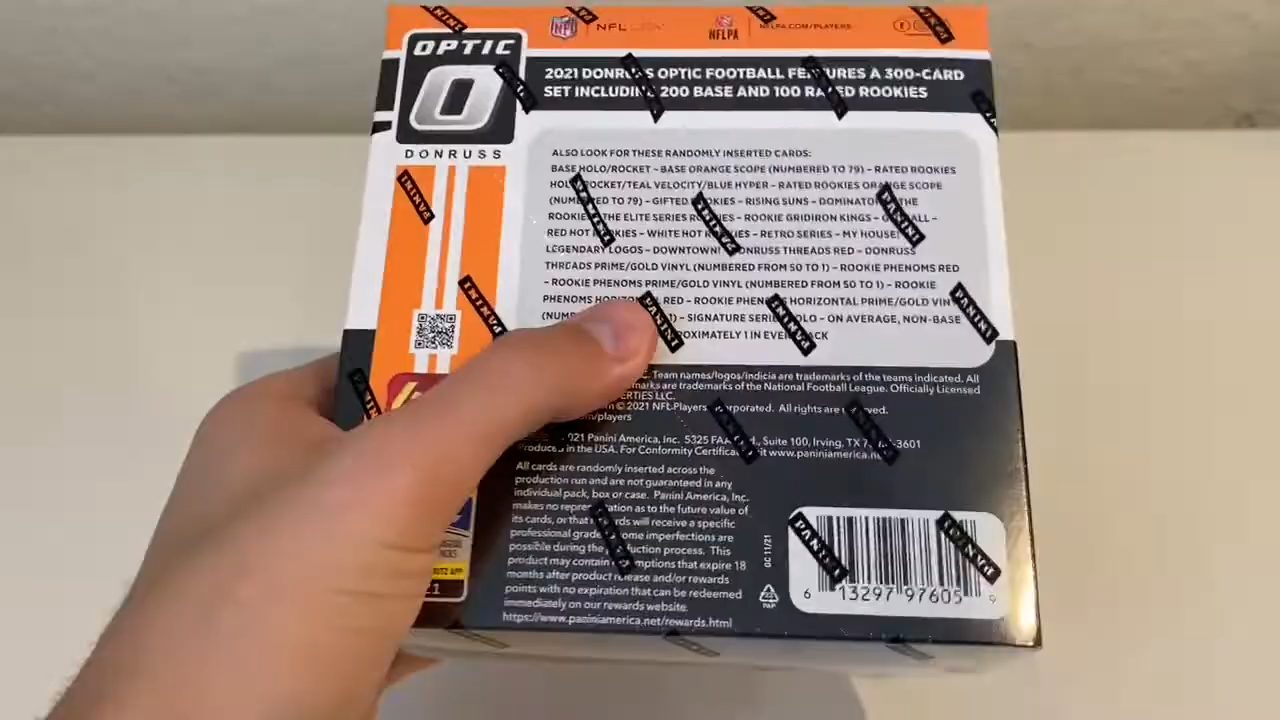 OPTIC
O
DONRUSS
NFL
NFLPA
NFLPA.COM/PLAYERS
2021 DONRUSS OPTIC FOOTBALL FEATURES A 300-CARD
SET INCLUDING 200 BASE AND 100 RATED ROOKIES
ALSO LOOK FOR THESE RANDOMLY INSERTED CARDS:
BASE HOLO/ROCKET – BASE ORANGE SCOPE (NUMBERED TO 79) – RATED ROOKIES
ROCKET/TEAL VELOCITY/BLUE HYPER – RATED ROOKIES ORANGE SCOPE
(NUMBERED TO 79) – GIFTED ROOKIES – RISING SUNS – THE
ROOKIES – THE ELITE SERIES ROOKIES – ROOKIE GRIDIRON KINGS –
RED HOT ROOKIES – WHITE HOT ROOKIES – RETRO SERIES – MY HOUSE!
LEGENDARY LOGOS – DOWNTOWN! DONRUSS THREADS RED – DONRUSS
THREADS PRIME/GOLD VINYL (NUMBERED FROM 50 TO 1) – ROOKIE PHENOMS RED
– ROOKIE PHENOMS PRIME/GOLD VINYL (NUMBERED FROM 50 TO 1) – ROOKIE
PHENOMS HORIZONTAL RED – ROOKIE PHENOMS HORIZONTAL PRIME/GOLD
1) – SIGNATURE SERIES HOLO – ON AVERAGE, NON-BASE
1 IN EVERY PACK
Team names/logos/indicia are trademarks of the teams indicated. All
marks are trademarks of the National Football League. Officially Licensed
LLC.
© 2021 NFL Players Incorporated. All rights are reserved.
/players
2021 Panini America, Inc. 5325 Suite 100, Irving, TX
Produced in the USA. For Conformity www.paniniamerica.net
All cards are randomly inserted across the
production run and are not guaranteed in any
individual pack, box or case. Panini America, Inc.
makes no representation as to the future value of
its cards, or that cards will receive a specific
professional grade. Some imperfections are
possible during the production process. This
product may contain redemptions that expire 18
months after product release and/or rewards
points with no expiration that can be redeemed
immediately on our rewards website.
https://www.paniniamerica.net/rewards.html
GC 11/21
PAP
6 13297 97605 9
PANINI